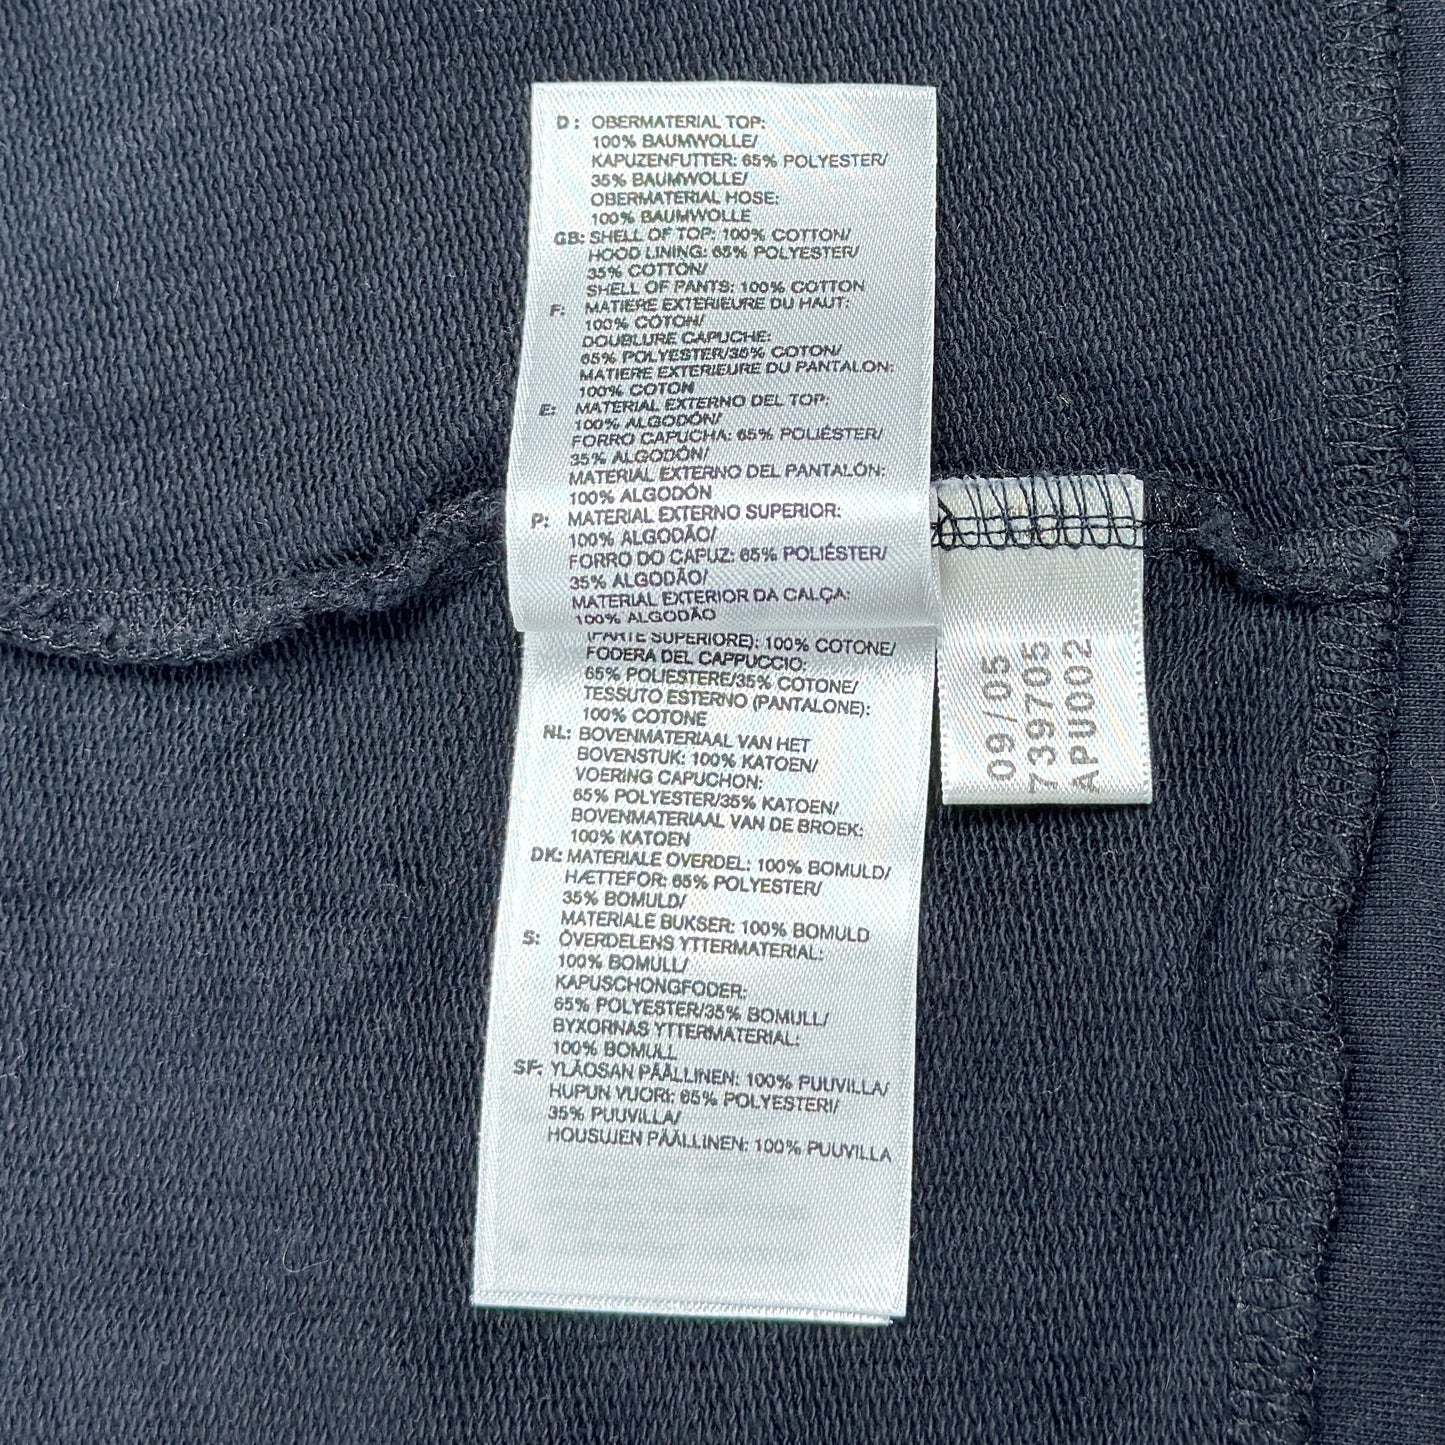 D: OBERMATERIAL TOP:
100% BAUMWOLLE/
KAPUZENFUTTER: 65% POLYESTER/
35% BAUMWOLLE/
OBERMATERIAL HOSE:
100% BAUMWOLLE
GB: SHELL OF TOP: 100% COTTON/
HOOD LINING: 65% POLYESTER/
35% COTTON/
SHELL OF PANTS: 100% COTTON
F: MATIERE EXTERIEURE DU HAUT:
100% COTON/
DOUBLURE CAPUCHE:
65% POLYESTER/35% COTON/
MATIERE EXTERIEURE DU PANTALON:
100% COTON
E: MATERIAL EXTERNO DEL TOP:
100% ALGODÓN/
FORRO CAPUCHA: 65% POLIÉSTER/
35% ALGODÓN/
MATERIAL EXTERNO DEL PANTALÓN:
100% ALGODÓN
P: MATERIAL EXTERNO SUPERIOR:
100% ALGODÃO/
FORRO DO CAPUZ: 65% POLIÉSTER/
35% ALGODÃO/
MATERIAL EXTERIOR DA CALÇA:
100% ALGODÃO
(PARTE SUPERIORE): 100% COTONE/
FODERA DEL CAPPUCCIO:
65% POLIESTERE/35% COTONE/
TESSUTO ESTERNO (PANTALONE):
100% COTONE
NL: BOVENMATERIAAL VAN HET
BOVENSTUK: 100% KATOEN/
VOERING CAPUCHON:
65% POLYESTER/35% KATOEN/
BOVENMATERIAAL VAN DE BROEK:
100% KATOEN
DK: MATERIALE OVERDEL: 100% BOMULD/
HÆTTEFOR: 65% POLYESTER/
35% BOMULD/
MATERIALE BUKSER: 100% BOMULD
S: ÖVERDELENS YTTERMATERIAL:
100% BOMULL/
KAPUSCHONGFODER:
65% POLYESTER/35% BOMULL/
BYXORNAS YTTERMATERIAL:
100% BOMULL
SF: YLÄOSAN PÄÄLLINEN: 100% PUUVILLA/
HUPUN VUORI: 65% POLYESTERI/
35% PUUVILLA/
HOUSUJEN PÄÄLLINEN: 100% PUUVILLA
09/05
739705
APU002